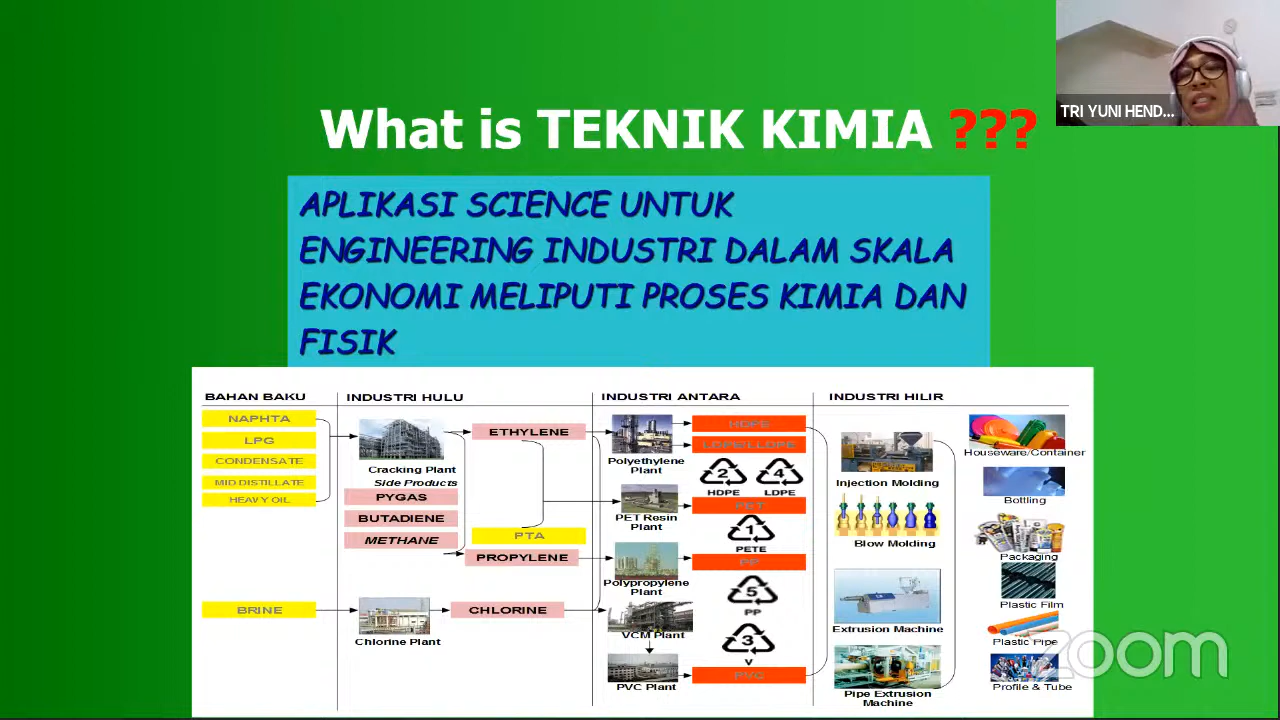 TRI YUNI HEND...
What is TEKNIK KIMIA ???
APLIKASI SCIENCE UNTUK
ENGINEERING INDUSTRI DALAM SKALA
EKONOMI MELIPUTI PROSES KIMIA DAN
FISIK
BAHAN BAKU
NAPHTA
LPG
CONDENSATE
MID DISTILLATE
HEAVY OIL
BRINE
INDUSTRI HULU
Cracking Plant
Side Products
PYGAS
BUTADIENE
METHANE
Chlorine Plant
ETHYLENE
PTA
PROPYLENE
CHLORINE
INDUSTRI ANTARA
Polyethylene
Plant
PET Resin
Plant
Polypropylene
Plant
VCM Plant
PVC Plant
HDPE
LDPE/LLDPE
2
HDPE
4
LDPE
PET
1
PETE
PP
5
PP
3
V
PVC
INDUSTRI HILIR
Injection Molding
Blow Molding
Extrusion Machine
Pipe Extrusion
Machine
Houseware/Container
Bottling
Packaging
Plastic Film
Plastic Pipe
Profile & Tube
zoom